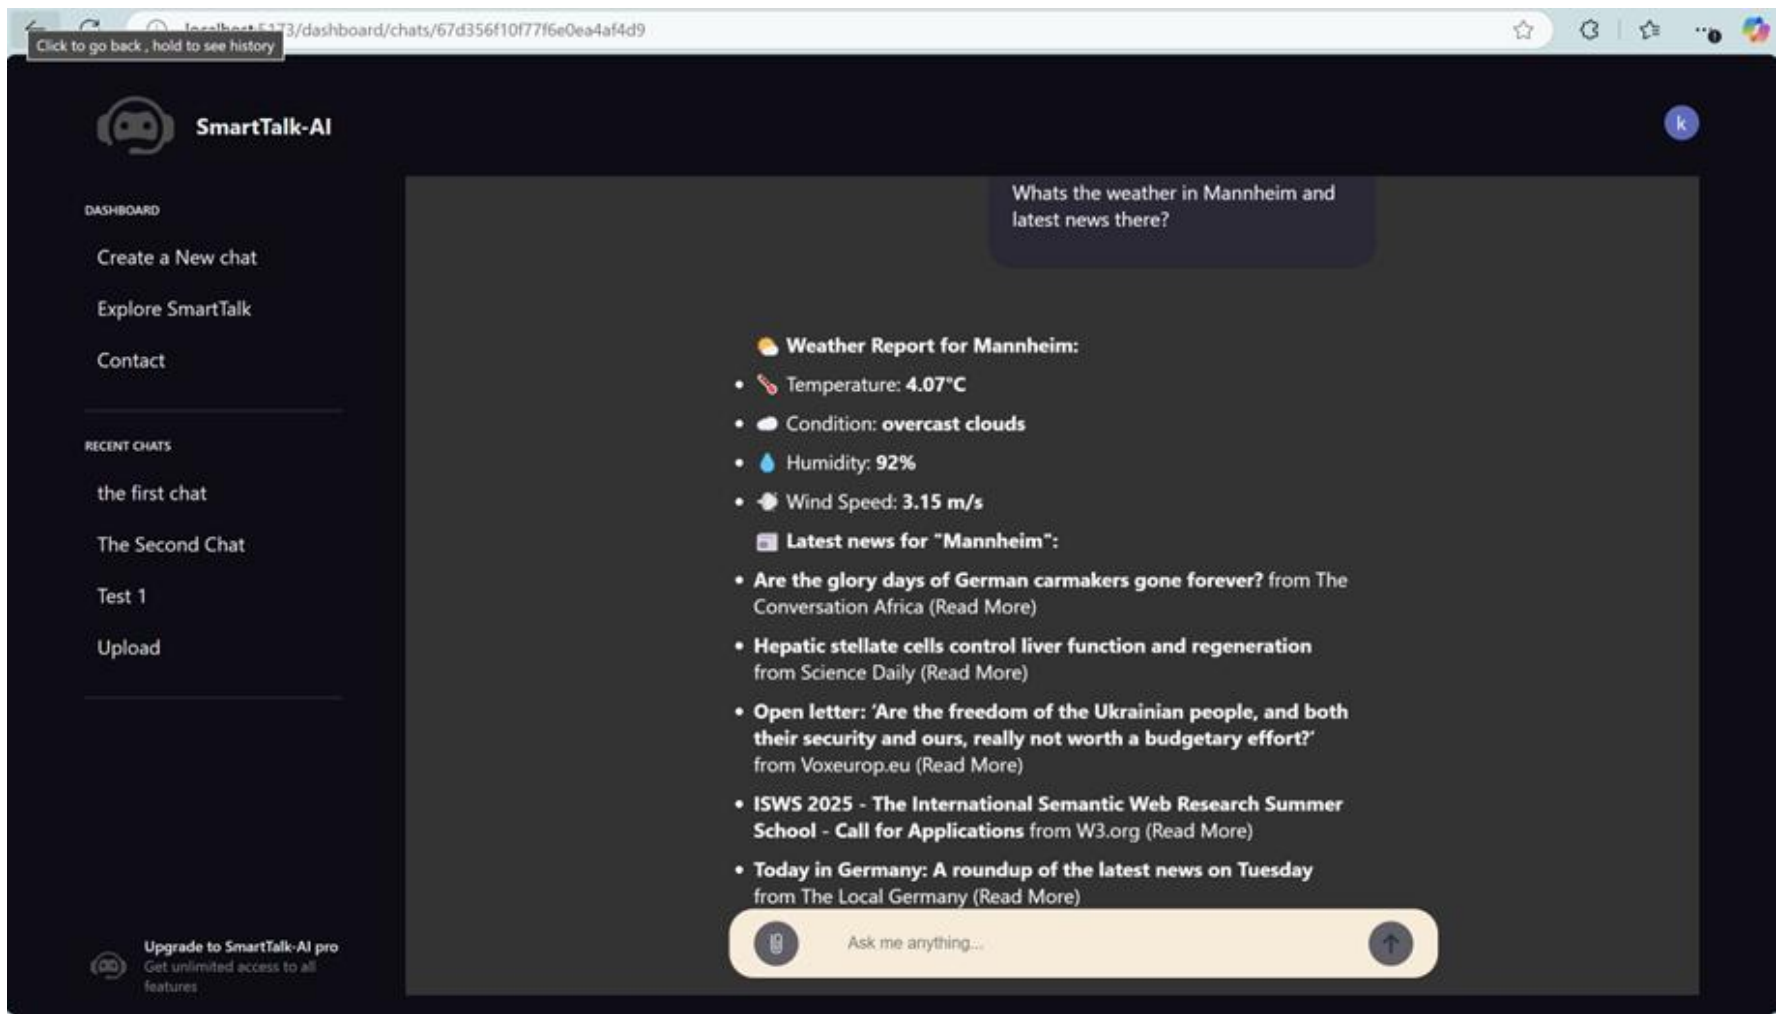 localhost:5173/dashboard/chats/67d356f10f77f6e0ea4af4d9
Click to go back , hold to see history
SmartTalk-AI
k
DASHBOARD
Create a New chat
Explore SmartTalk
Contact
RECENT CHATS
the first chat
The Second Chat
Test 1
Upload
Upgrade to SmartTalk-AI pro
Get unlimited access to all
features
Whats the weather in Mannheim and
latest news there?
Weather Report for Mannheim:
• Temperature: 4.07°C
• Condition: overcast clouds
• Humidity: 92%
• Wind Speed: 3.15 m/s
Latest news for "Mannheim":
• Are the glory days of German carmakers gone forever? from The
Conversation Africa (Read More)
• Hepatic stellate cells control liver function and regeneration
from Science Daily (Read More)
• Open letter: ‘Are the freedom of the Ukrainian people, and both
their security and ours, really not worth a budgetary effort?’
from Voxeurop.eu (Read More)
• ISWS 2025 - The International Semantic Web Research Summer
School - Call for Applications from W3.org (Read More)
• Today in Germany: A roundup of the latest news on Tuesday
from The Local Germany (Read More)
Ask me anything...